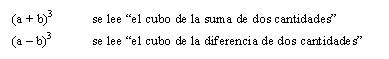 (a + b)³ se lee “el cubo de la suma de dos cantidades”
(a – b)³ se lee “el cubo de la diferencia de dos cantidades”